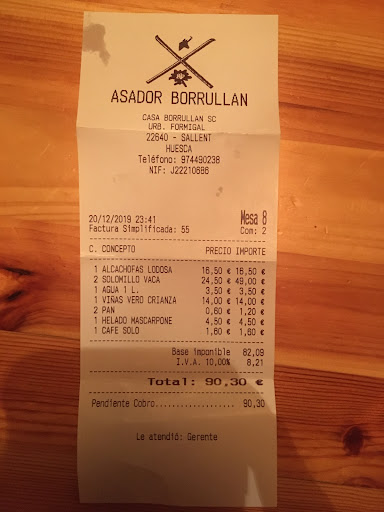 ASADOR BORRULLAN
CASA BORRULLAN SC
URB. FORMIGAL
22640 - SALLENT
HUESCA
Teléfono: 974490238
NIF: J22210686
20/12/2019 23:41 Mesa 8
Factura Simplificada: 55 Com: 2
C. CONCEPTO PRECIO IMPORTE
1 ALCACHOFAS LODOSA 16,50 € 16,50 €
2 SOLOMILLO VACA 24,50 € 49,00 €
1 AGUA 1 L. 3,50 € 3,50 €
1 VIÑAS VERO CRIANZA 14,00 € 14,00 €
2 PAN 0,60 € 1,20 €
1 HELADO MASCARPONE 4,50 € 4,50 €
1 CAFE SOLO 1,60 € 1,60 €
Base imponible 82,09
I.V.A. 10,00% 8,21
Total: 90,30 €
Pendiente Cobro................... 90,30
Le atendió: Gerente